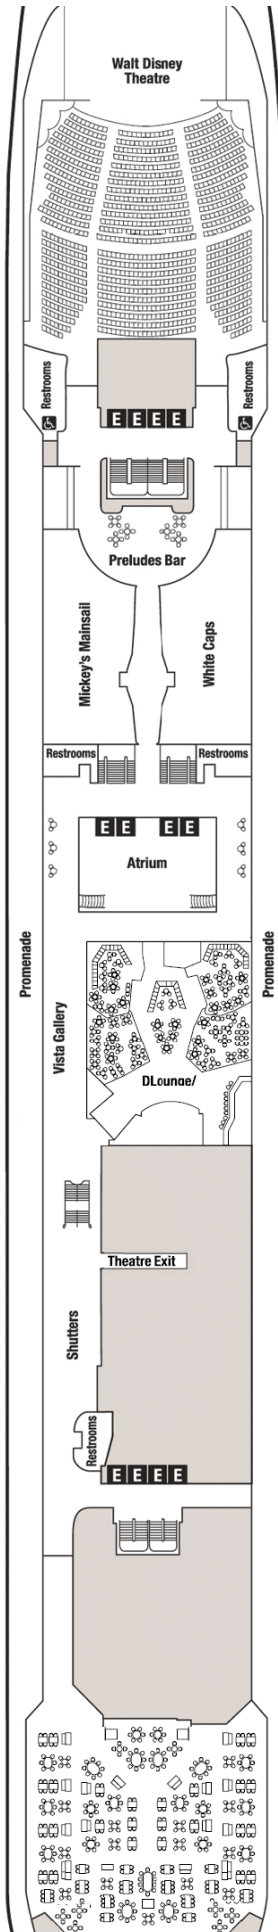 Walt Disney
Theatre
Restrooms
Restrooms
E E E E
Preludes Bar
Mickey's Mainsail
White Caps
Restrooms
Restrooms
E E
E E
Atrium
Promenade
Promenade
Vista Gallery
DLounge/
Theatre Exit
Shutters
Restrooms
E E E E